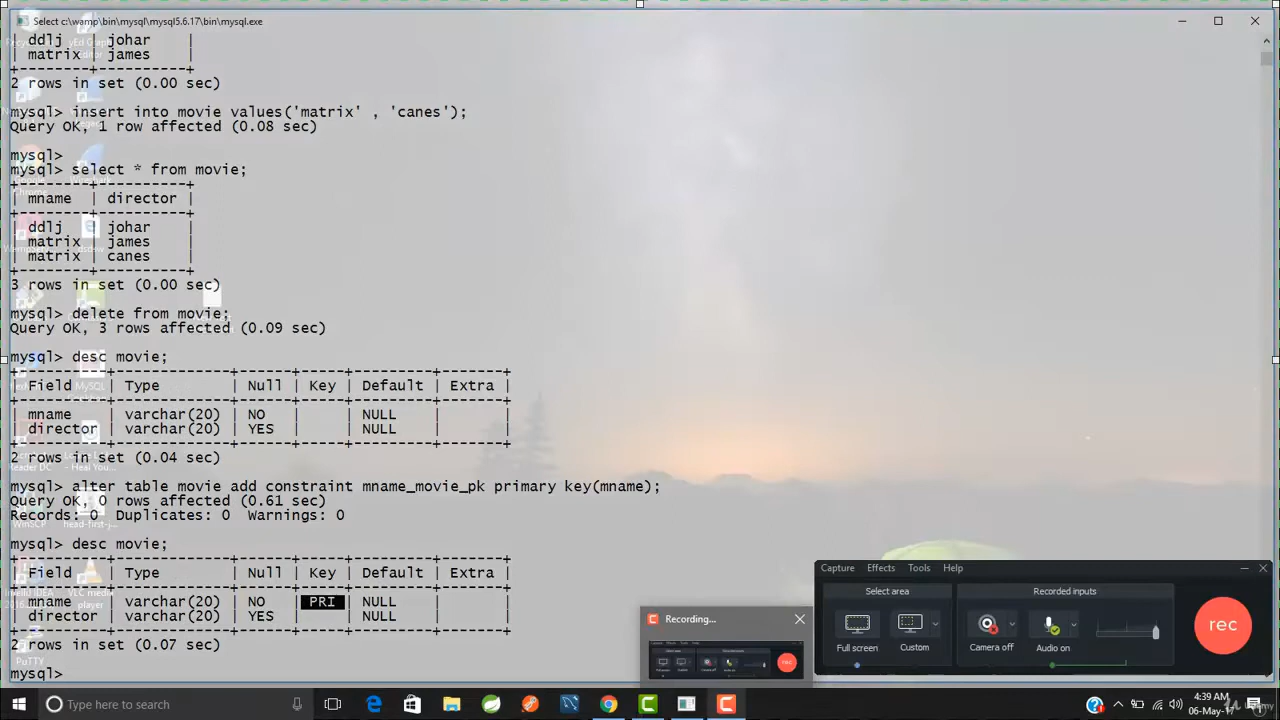 Select c:\wamp\bin\mysql\mysql5.6.17\bin\mysql.exe
| ddlj   | johar    |
| matrix | james    |
+--------+----------+
2 rows in set (0.00 sec)
mysql> insert into movie values('matrix' , 'canes');
Query OK, 1 row affected (0.08 sec)
mysql>
mysql> select * from movie;
+--------+----------+
| mname  | director |
+--------+----------+
| ddlj   | johar    |
| matrix | james    |
| matrix | canes    |
+--------+----------+
3 rows in set (0.00 sec)
mysql> delete from movie;
Query OK, 3 rows affected (0.09 sec)
mysql> desc movie;
+----------+-------------+------+-----+---------+-------+
| Field    | Type        | Null | Key | Default | Extra |
+----------+-------------+------+-----+---------+-------+
| mname    | varchar(20) | NO   |     | NULL    |       |
| director | varchar(20) | YES  |     | NULL    |       |
+----------+-------------+------+-----+---------+-------+
2 rows in set (0.04 sec)
mysql> alter table movie add constraint mname_movie_pk primary key(mname);
Query OK, 0 rows affected (0.61 sec)
Records: 0  Duplicates: 0  Warnings: 0
mysql> desc movie;
+----------+-------------+------+-----+---------+-------+
| Field    | Type        | Null | Key | Default | Extra |
+----------+-------------+------+-----+---------+-------+
| mname    | varchar(20) | NO   | PRI | NULL    |       |
| director | varchar(20) | YES  |     | NULL    |       |
+----------+-------------+------+-----+---------+-------+
2 rows in set (0.07 sec)
mysql>
Reader DC
WinSCP
head-first-j...
VLC media
player
PuTTY
Recording...
Capture Effects Tools Help
Select area
Recorded inputs
Full screen
Custom
Camera off
Audio on
rec
Type here to search
4:39 AM
06-May-17